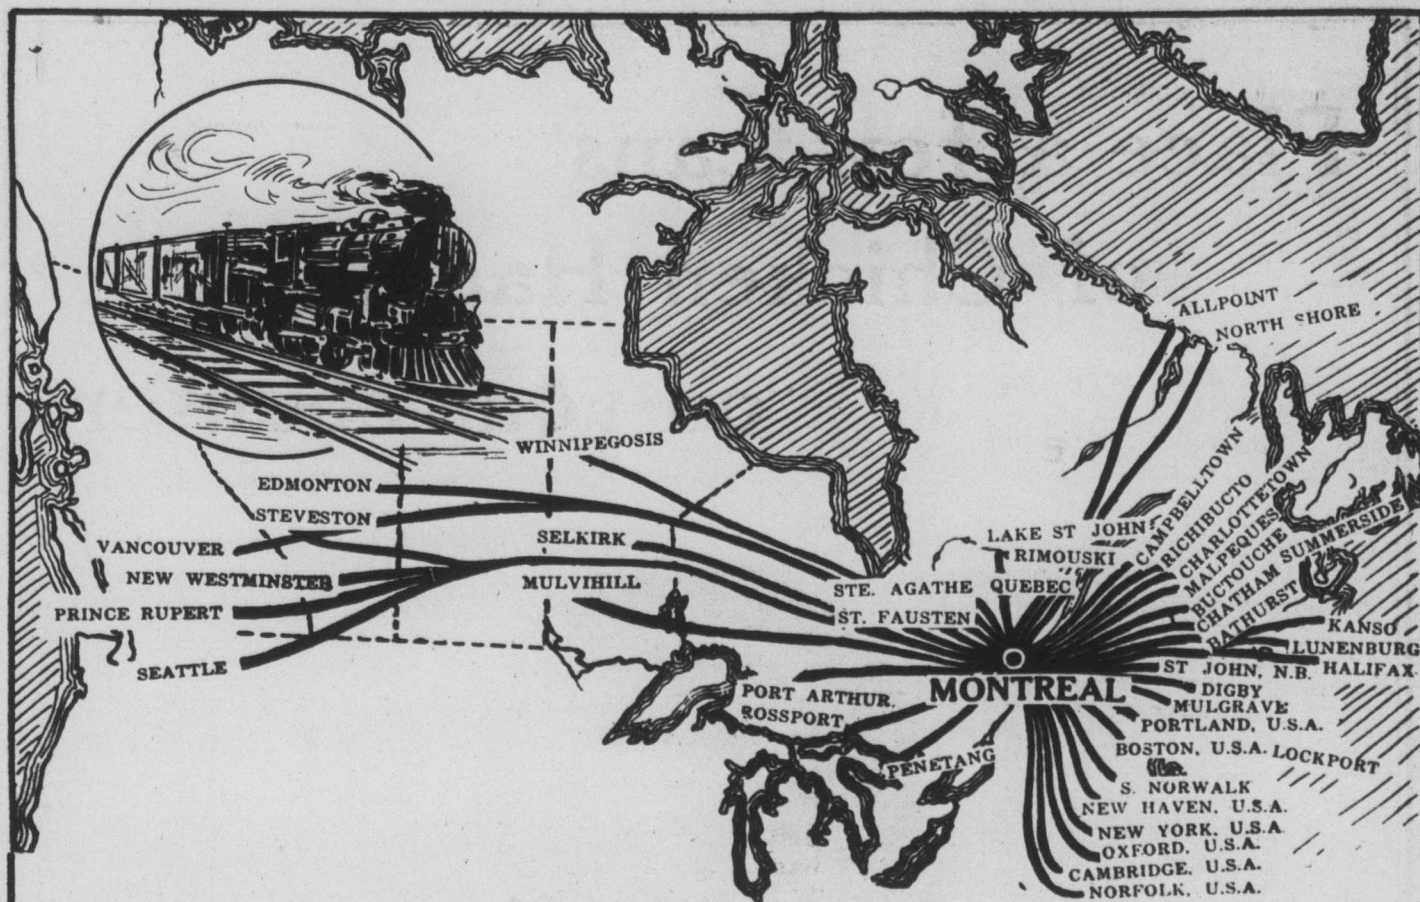 ALLPOINT
NORTH SHORE
WINNIPEGOSIS
EDMONTON
STEVESTON
VANCOUVER
NEW WESTMINSTER
PRINCE RUPERT
SEATTLE
SELKIRK
MULVIHILL
LAKE ST JOHN
RIMOUSKI
STE. AGATHE
QUEBEC
ST. FAUSTEN
CAMPBELLTOWN
RICHIBUCTO
CHARLOTTETOWN
MALPEQUES
BUCTOUCHE
CHATHAM SUMMERSIDE
BATHURST
KANSO
LUNENBURG
HALIFAX.
ST JOHN, N.B.
MONTREAL
DIGBY
MULGRAVE
PORTLAND, U.S.A.
BOSTON, U.S.A.
LOCKPORT
PORT ARTHUR.
ROSSPORT
PENETANG
S. NORWALK
NEW HAVEN, U.S.A.
NEW YORK, U.S.A.
OXFORD, U.S.A.
CAMBRIDGE, U.S.A.
NORFOLK, U.S.A.